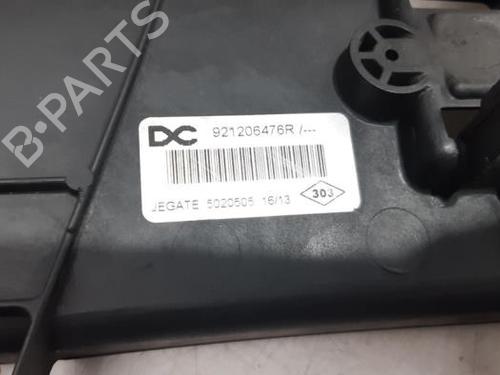 B-PARTS
DC 921206476R /---
JEGATE 5020505 16/13
303